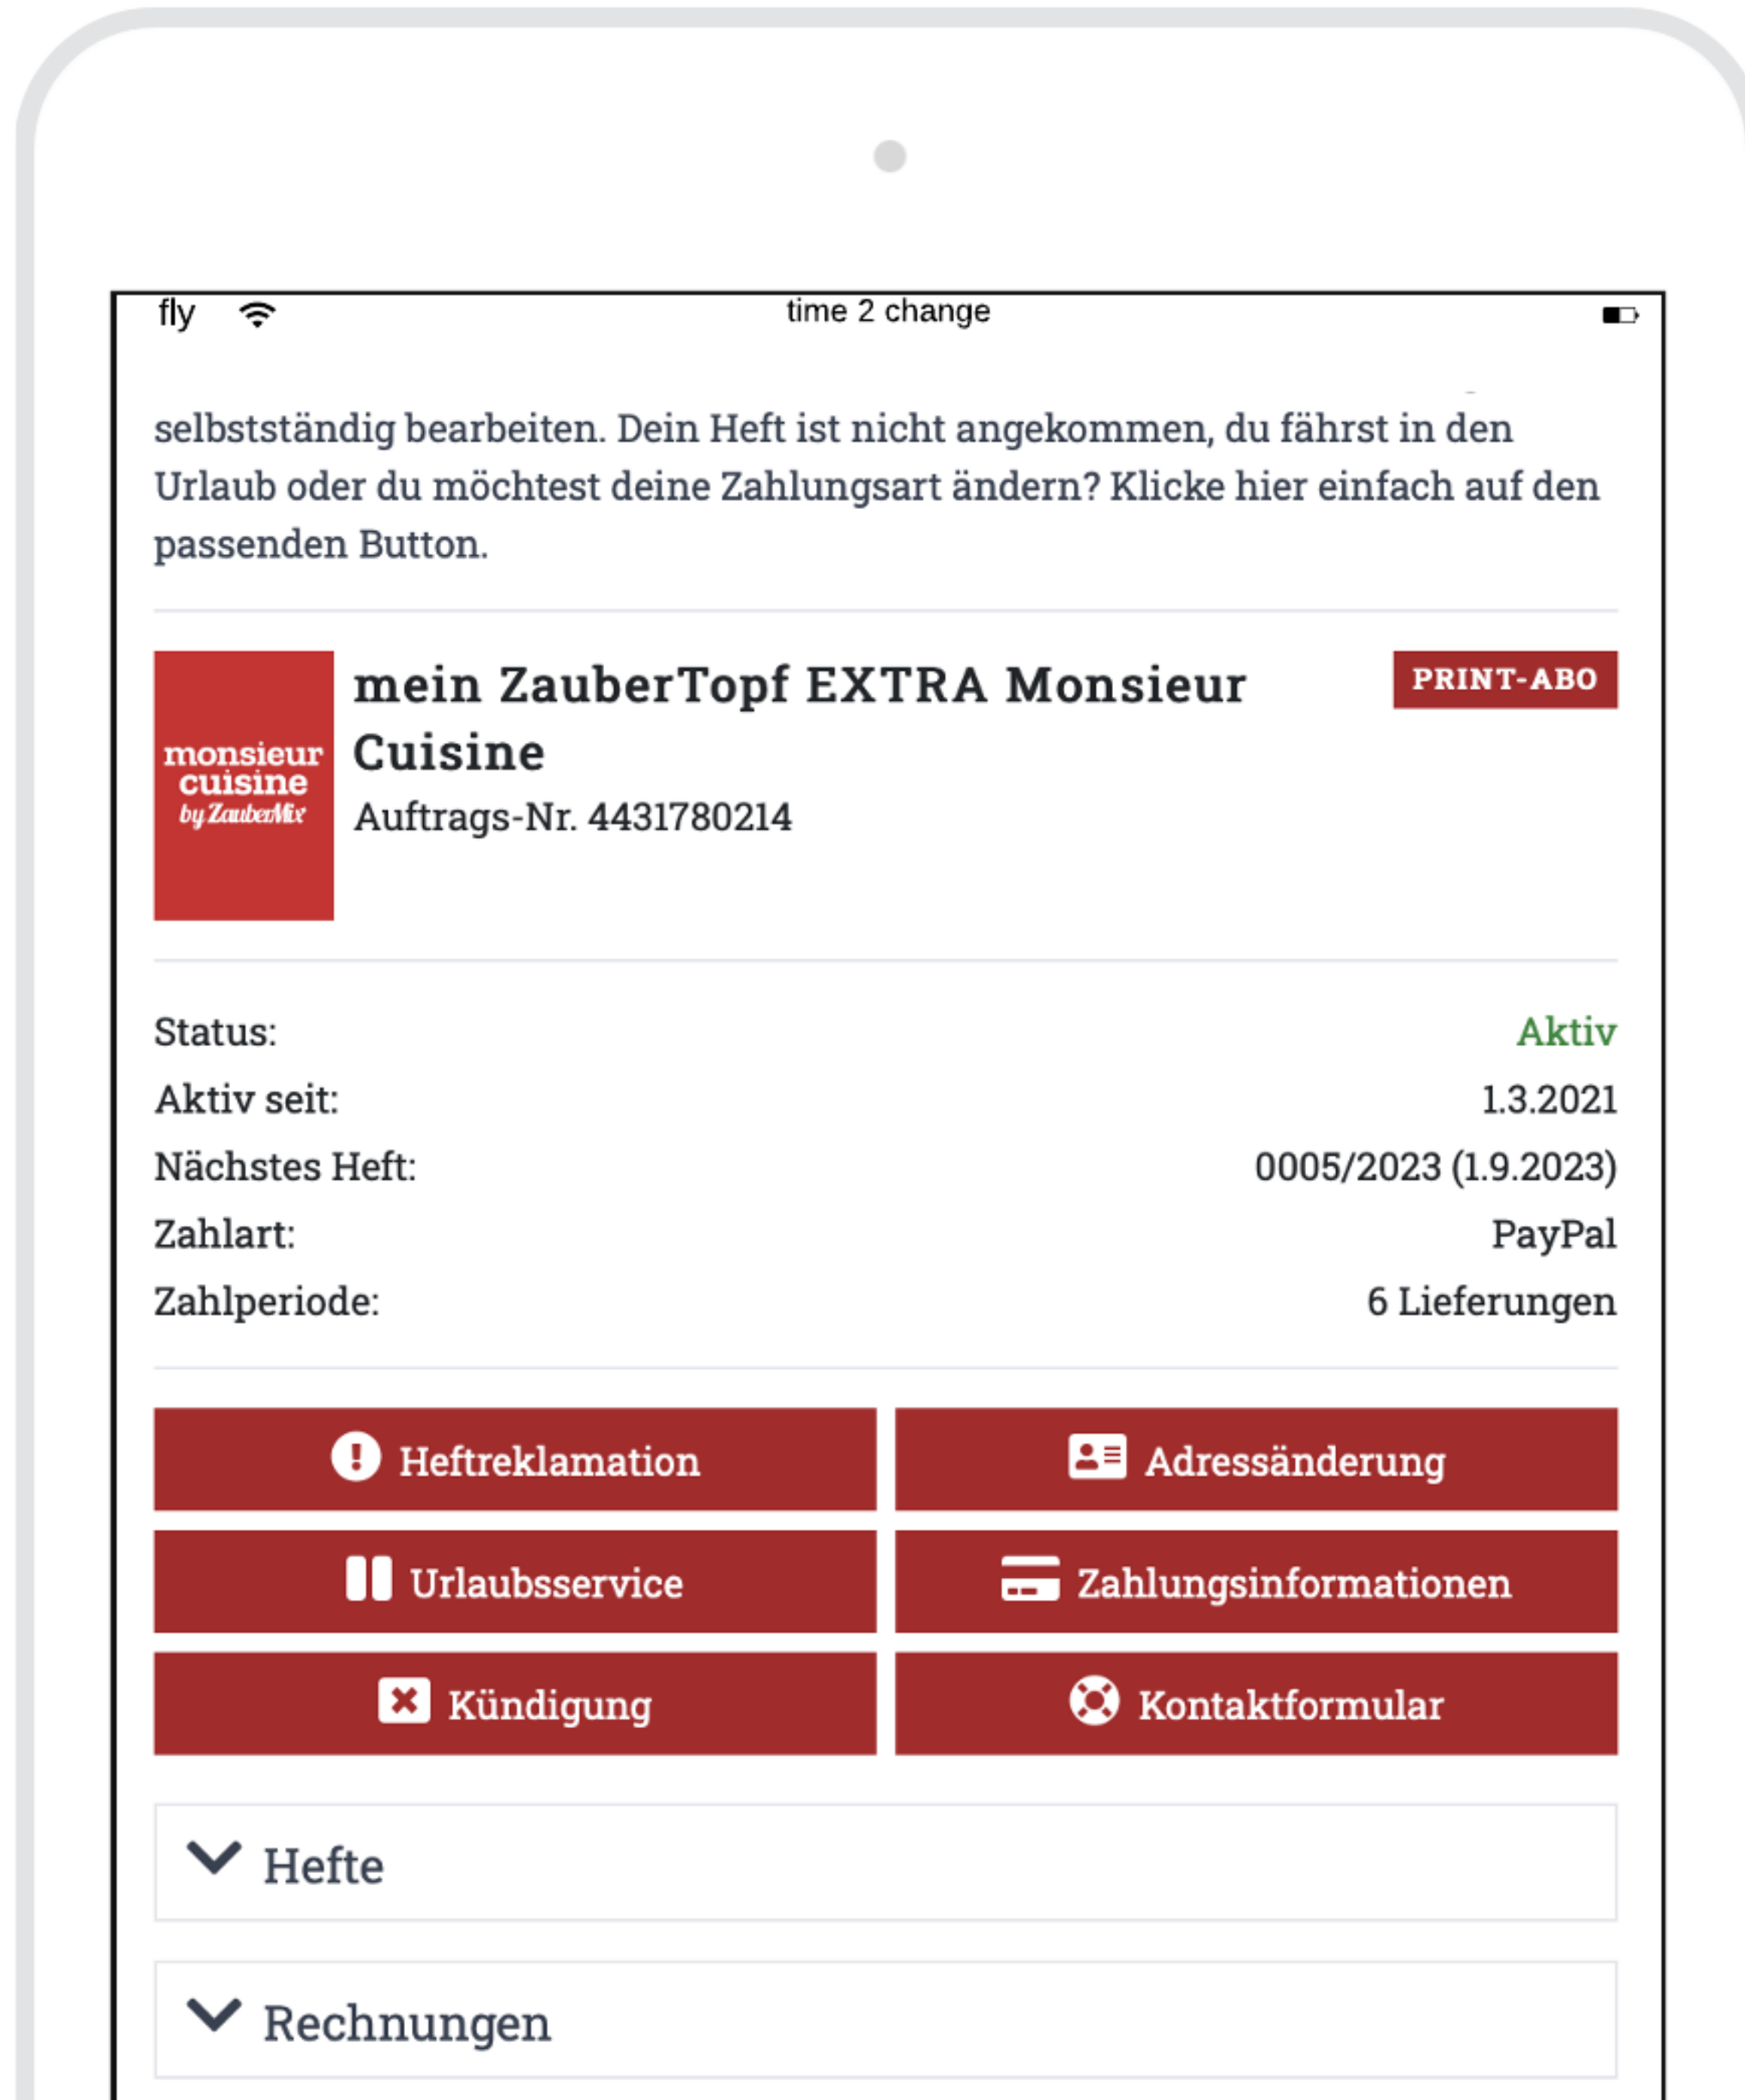 fly
time 2 change
selbstständig bearbeiten. Dein Heft ist nicht angekommen, du fährst in den
Urlaub oder du möchtest deine Zahlungsart ändern? Klicke hier einfach auf den
passenden Button.
mein ZauberTopf EXTRA Monsieur
Cuisine
PRINT-ABO
monsieur
cuisine
by ZauberMix
Auftrags-Nr. 4431780214
Status: Aktiv
Aktiv seit: 1.3.2021
Nächstes Heft: 0005/2023 (1.9.2023)
Zahlart: PayPal
Zahlperiode: 6 Lieferungen
Heftreklamation
Adressänderung
Urlaubsservice
Zahlungsinformationen
Kündigung
Kontaktformular
Hefte
Rechnungen